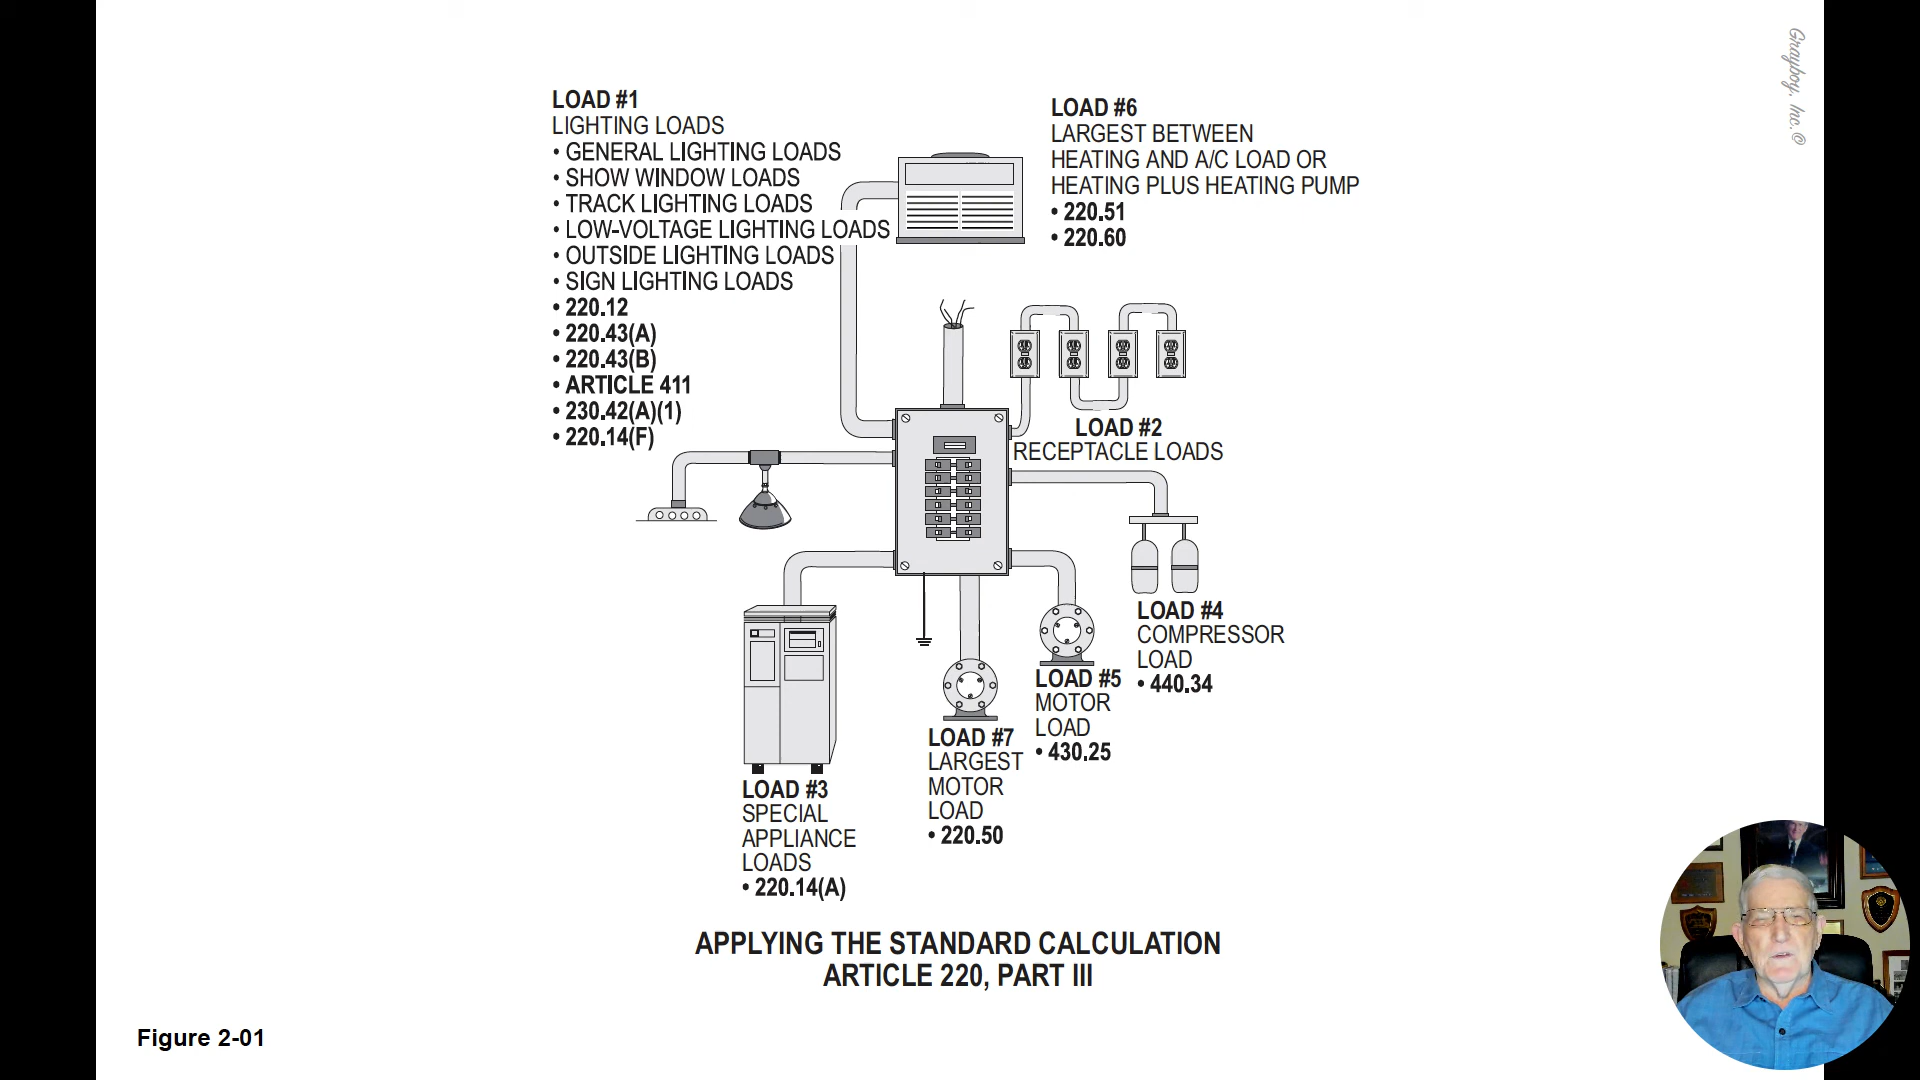 Grayboy, Inc.©
LOAD #1
LIGHTING LOADS
• GENERAL LIGHTING LOADS
• SHOW WINDOW LOADS
• TRACK LIGHTING LOADS
• LOW-VOLTAGE LIGHTING LOADS
• OUTSIDE LIGHTING LOADS
• SIGN LIGHTING LOADS
• 220.12
• 220.43(A)
• 220.43(B)
• ARTICLE 411
• 230.42(A)(1)
• 220.14(F)
LOAD #6
LARGEST BETWEEN
HEATING AND A/C LOAD OR
HEATING PLUS HEATING PUMP
• 220.51
• 220.60
LOAD #2
RECEPTACLE LOADS
LOAD #4
COMPRESSOR
LOAD
• 440.34
LOAD #5
MOTOR
LOAD
• 430.25
LOAD #7
LARGEST
MOTOR
LOAD
• 220.50
LOAD #3
SPECIAL
APPLIANCE
LOADS
• 220.14(A)
APPLYING THE STANDARD CALCULATION
ARTICLE 220, PART III
Figure 2-01